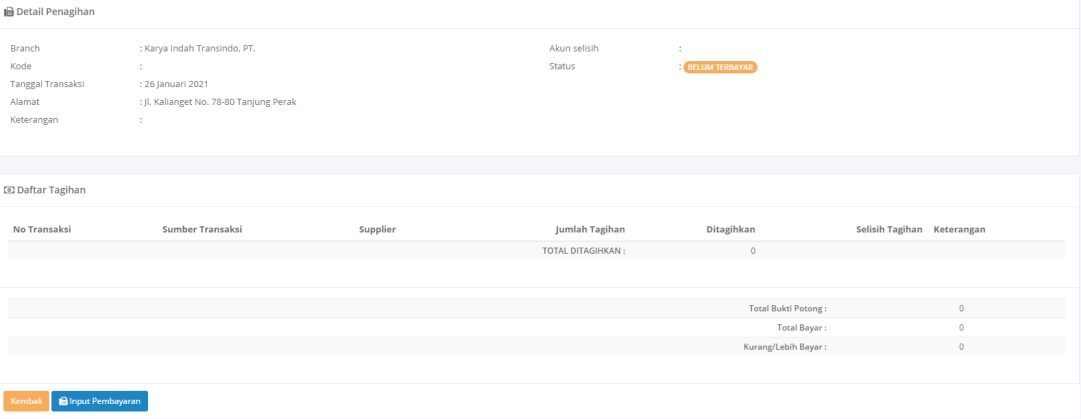 Detail Penagihan
Branch : Karya Indah Transindo, PT. Akun selisih :
Kode : Status : BELUM TERBAYAR
Tanggal Transaksi : 26 Januari 2021
Alamat : Jl. Kalianget No. 78-80 Tanjung Perak
Keterangan :
Daftar Tagihan
No Transaksi Sumber Transaksi Supplier Jumlah Tagihan Ditagihkan Selisih Tagihan Keterangan
TOTAL DITAGIHKAN : 0
Total Bukti Potong : 0
Total Bayar : 0
Kurang/Lebih Bayar : 0
Kembali Input Pembayaran